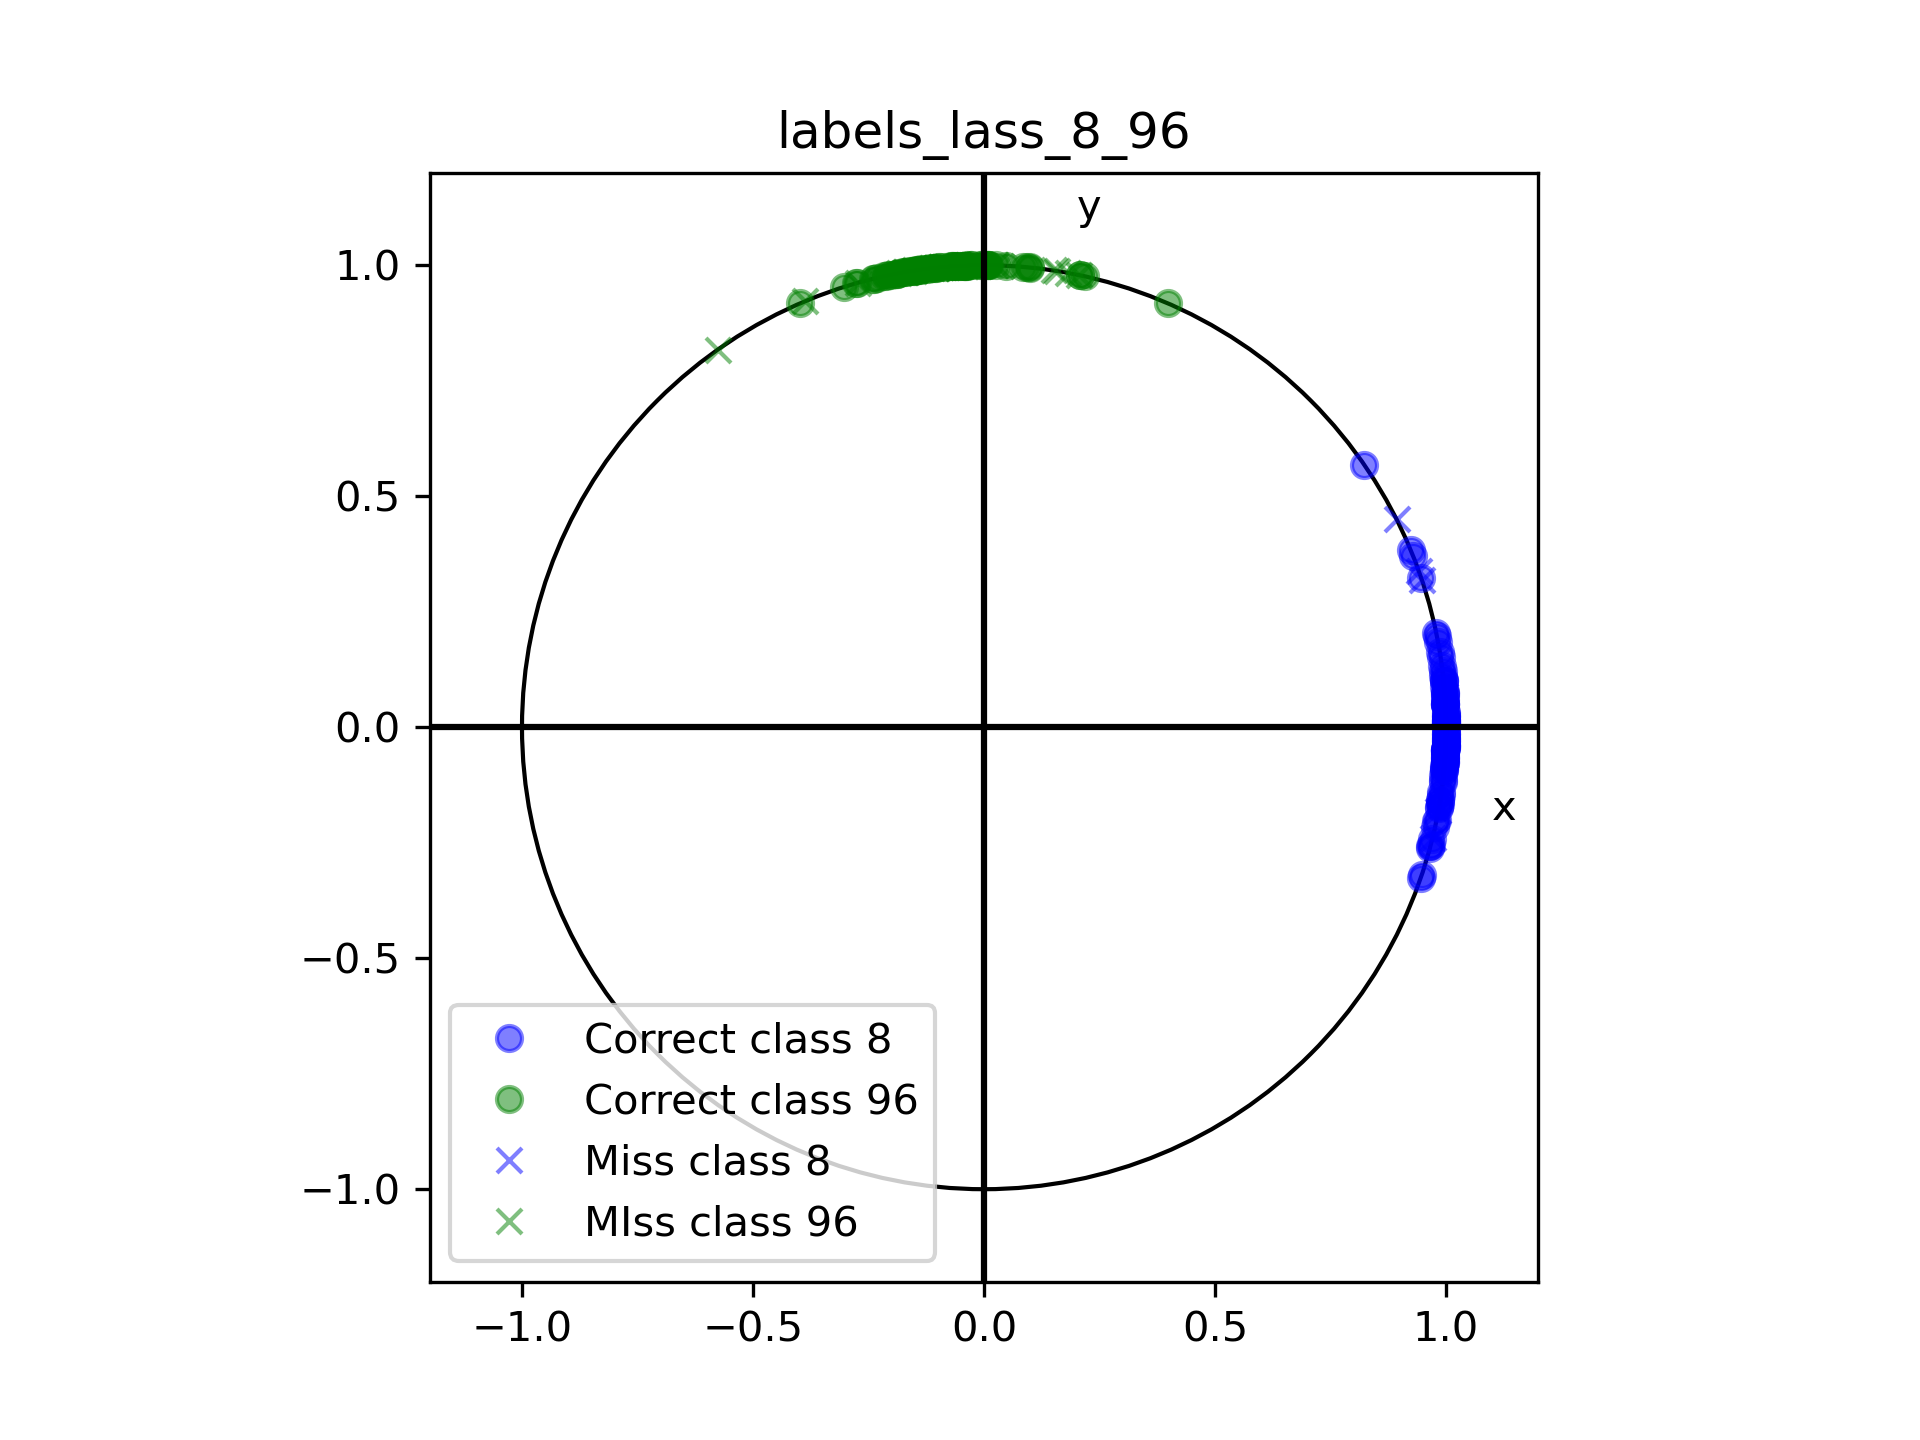 labels_lass_8_96
y
1.0
0.5
0.0
x
−0.5
−1.0
Correct class 8
Correct class 96
Miss class 8
MIss class 96
−1.0 −0.5 0.0 0.5 1.0